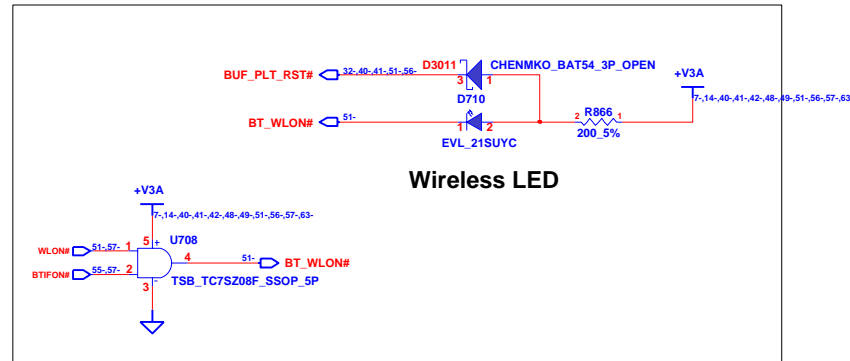 D3011 CHENMKO_BAT54_3P_OPEN
BUF_PLT_RST# 32-,40-,41-,51-,56- 3 1
+V3A
D710
7-,14-,40-,41-,42-,48-,49-,51-,56-,57-,63
BT_WLON# 51- 1 2
2 R866 1
200_5%
EVL_21SUYC
Wireless LED
+V3A
7-,14-,40-,41-,42-,48-,49-,51-,56-,57-,63-
5 + U708
WLON# 51-,57- 1
4 51- BT_WLON#
BTIFON# 55-,57- 2
3 -
TSB_TC7SZ08F_SSOP_5P